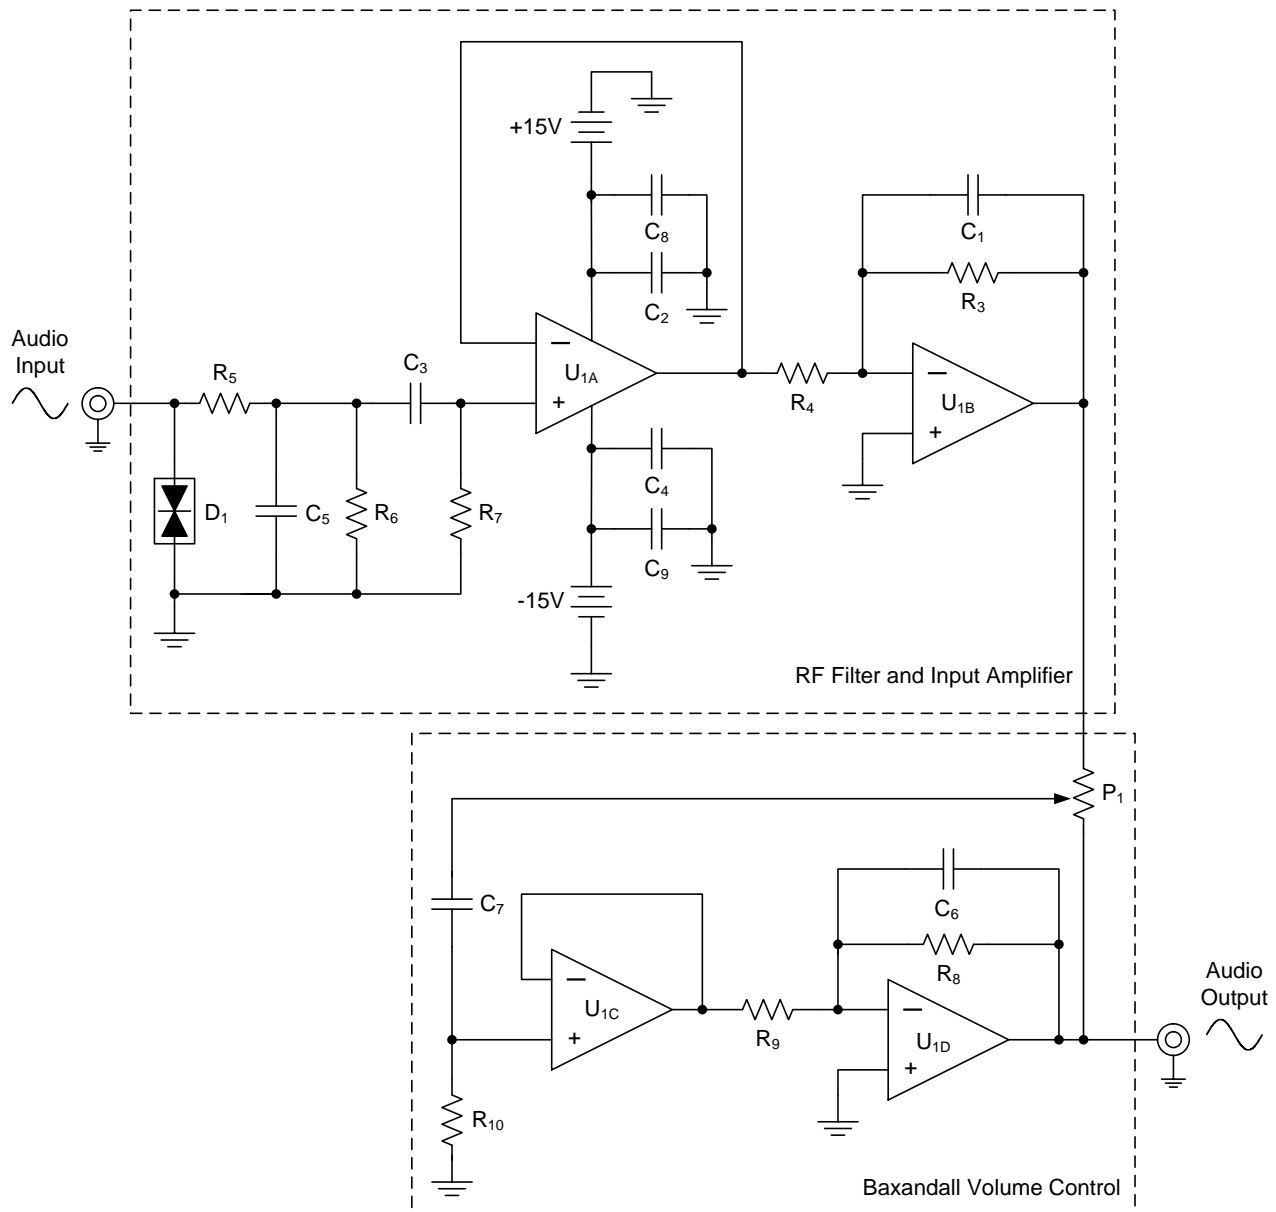 +15V
C8
C2
C1
R3
Audio
Input
R5
C3
−
U1A
+
R4
−
U1B
+
D1
C5
R6
R7
C4
C9
-15V
RF Filter and Input Amplifier
P1
C7
−
U1C
+
R9
C6
R8
−
U1D
+
Audio
Output
R10
Baxandall Volume Control